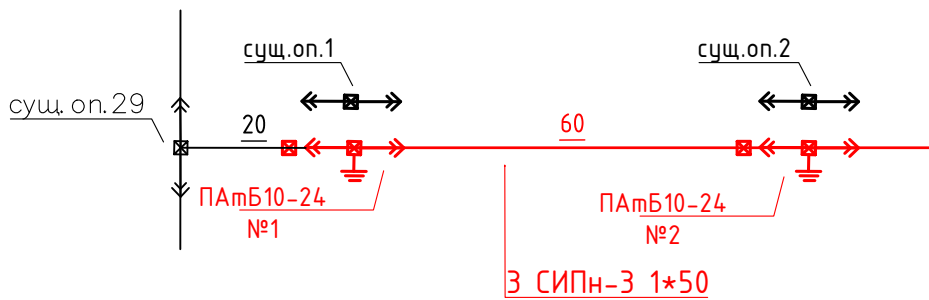 сущ.оп.1
сущ.оп.2
сущ. оп.29
20
60
ПАтБ10-24
№1
ПАтБ10-24
№2
3 СИПн-3 1*50